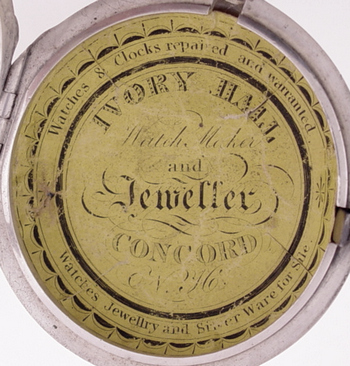 Watches & Clocks repaired and warranted
IVORY HALL
Watch Maker
and
Jeweller
CONCORD
N. H.
Watches Jewellry and Silver Ware for Sale.